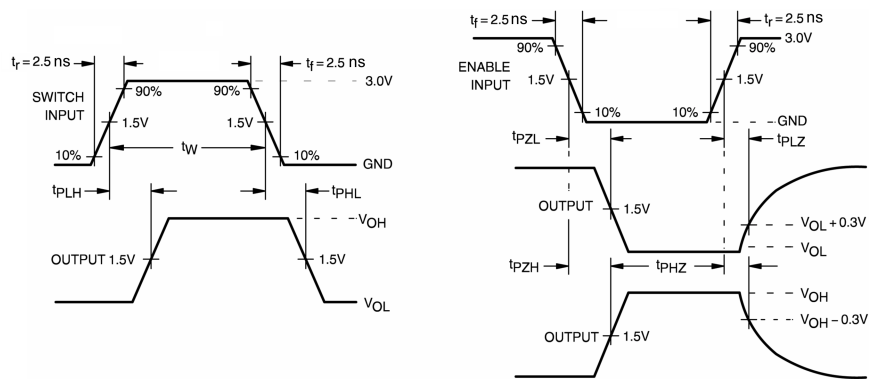 tr = 2.5 ns
tf = 2.5 ns
3.0V
SWITCH
INPUT
90%
90%
1.5V
1.5V
10%
tW
10%
GND
tPLH
tPHL
VOH
OUTPUT 1.5V
1.5V
VOL
tf = 2.5 ns
tr = 2.5 ns
3.0V
90%
90%
ENABLE
INPUT
1.5V
1.5V
10%
10%
GND
tPZL
tPLZ
OUTPUT
1.5V
VOL + 0.3V
VOL
tPZH
tPHZ
VOH
VOH – 0.3V
OUTPUT
1.5V